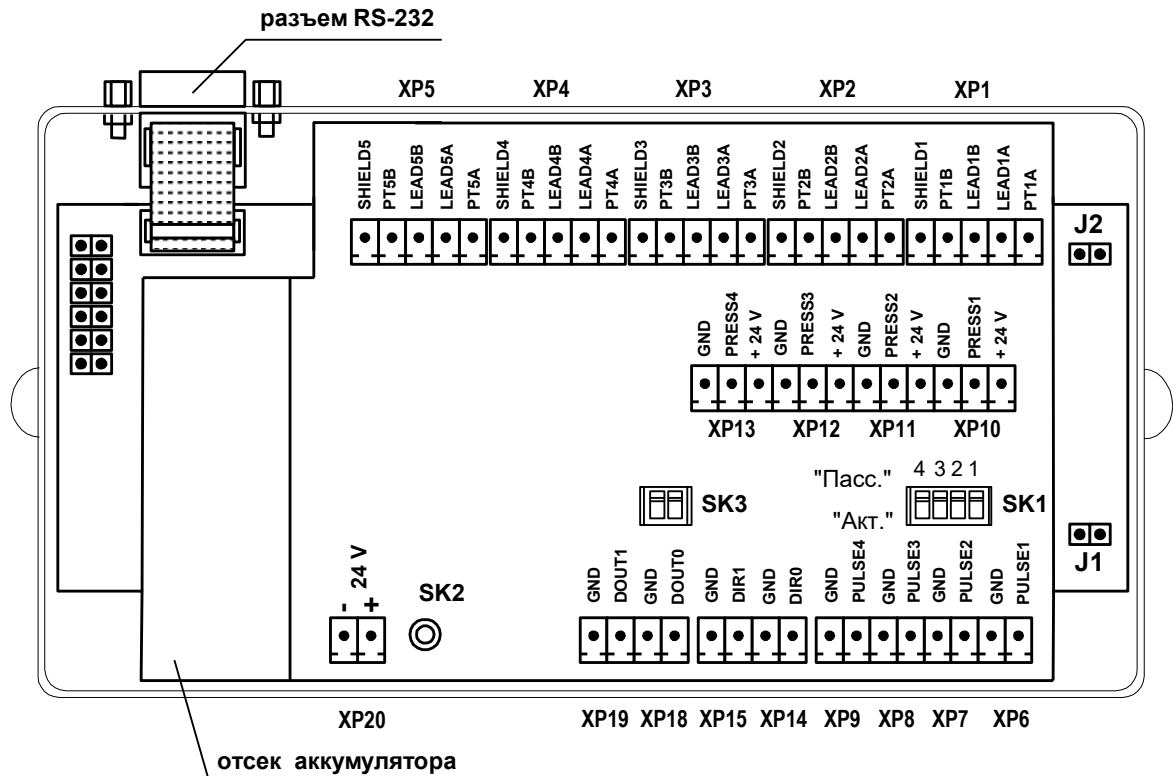 разъем RS-232
XP5 XP4 XP3 XP2 XP1
SHIELD5 PT5B LEAD5B LEAD5A PT5A SHIELD4 PT4B LEAD4B LEAD4A PT4A SHIELD3 PT3B LEAD3B LEAD3A PT3A SHIELD2 PT2B LEAD2B LEAD2A PT2A SHIELD1 PT1B LEAD1B LEAD1A PT1A
J2
GND PRESS4 + 24 V GND PRESS3 + 24 V GND PRESS2 + 24 V GND PRESS1 + 24 V
XP13 XP12 XP11 XP10
"Пасс." 4 3 2 1
SK3 SK1
"Акт."
J1
GND DOUT1 GND DOUT0 GND DIR1 GND DIR0 GND PULSE4 GND PULSE3 GND PULSE2 GND PULSE1
- + 24 V
SK2
XP20 XP19 XP18 XP15 XP14 XP9 XP8 XP7 XP6
отсек аккумулятора